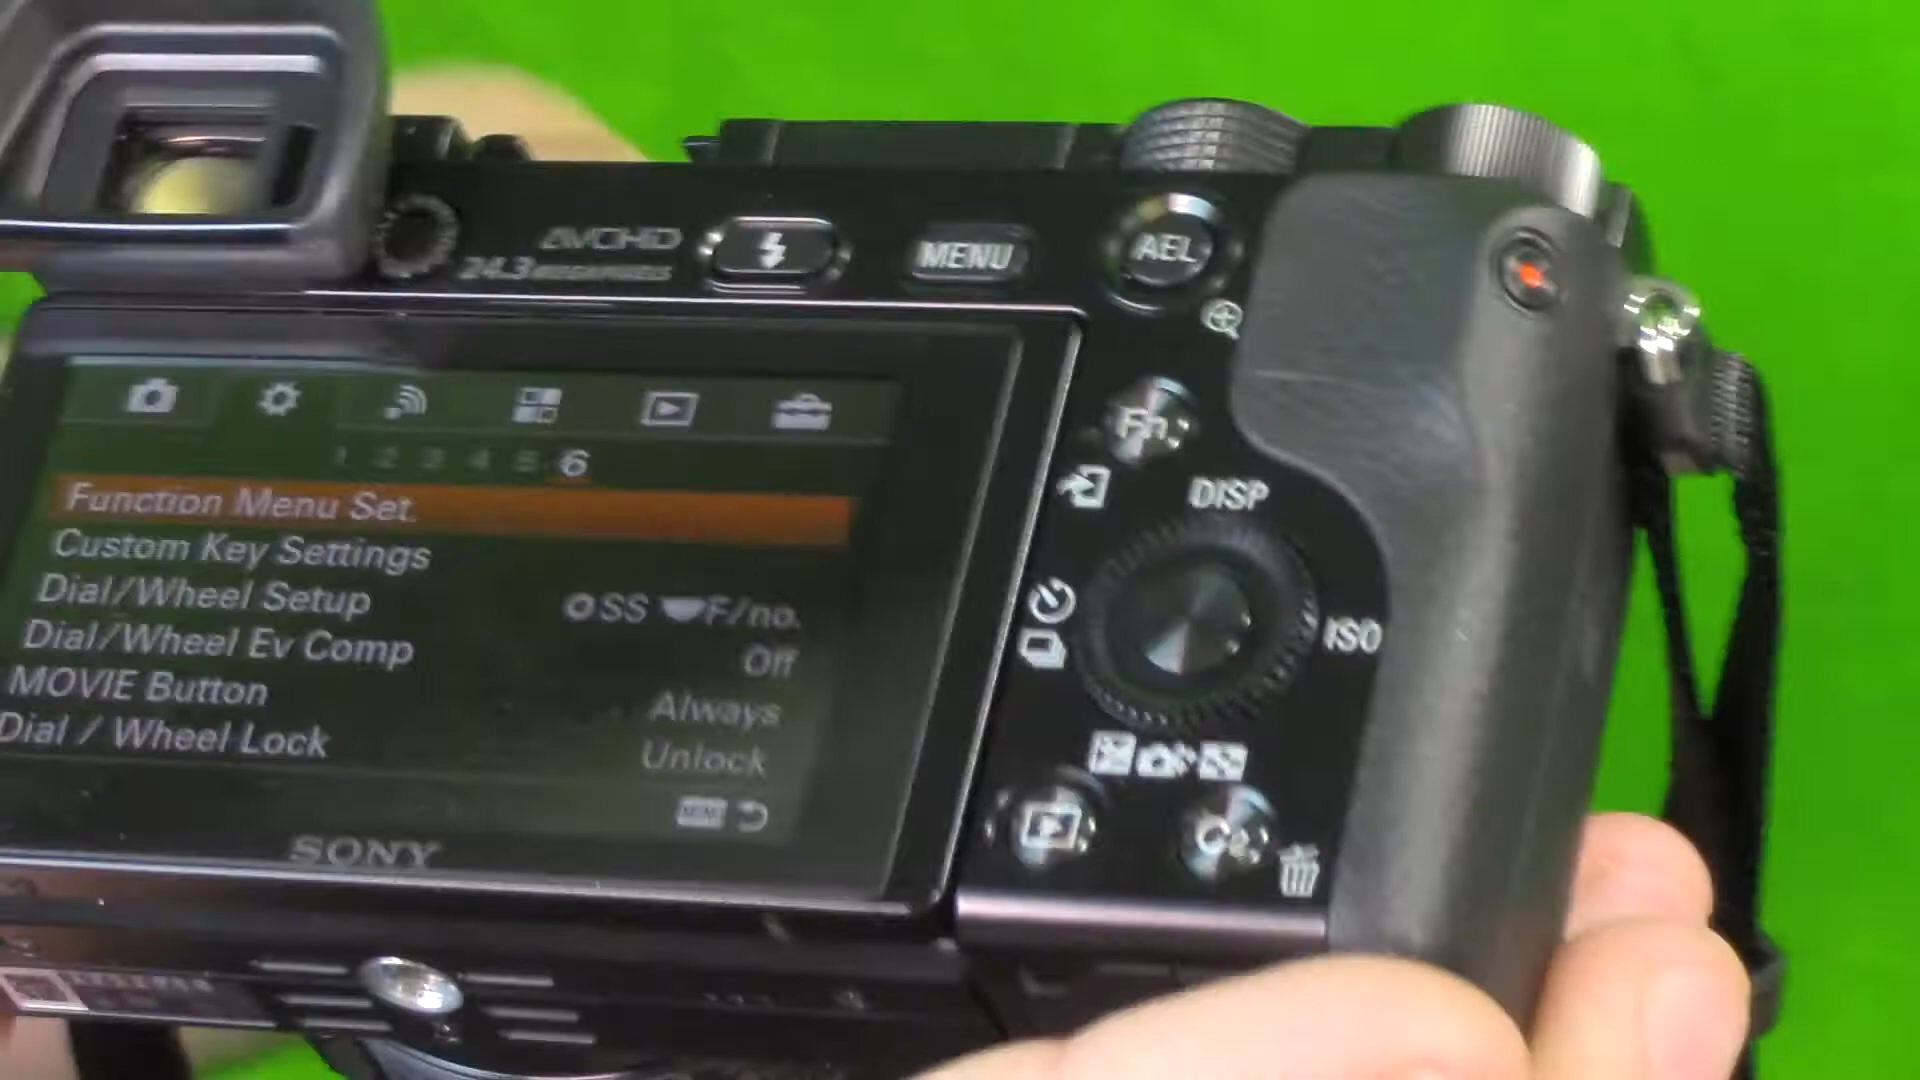 AVCHD
24.3 MEGAPIXELS
MENU
AEL
Fn
DISP
ISO
1 2 3 4 5 6
Function Menu Set.
Custom Key Settings
Dial/Wheel Setup SS F/no.
Dial/Wheel Ev Comp Off
MOVIE Button Always
Dial / Wheel Lock Unlock
MENU
SONY
C2